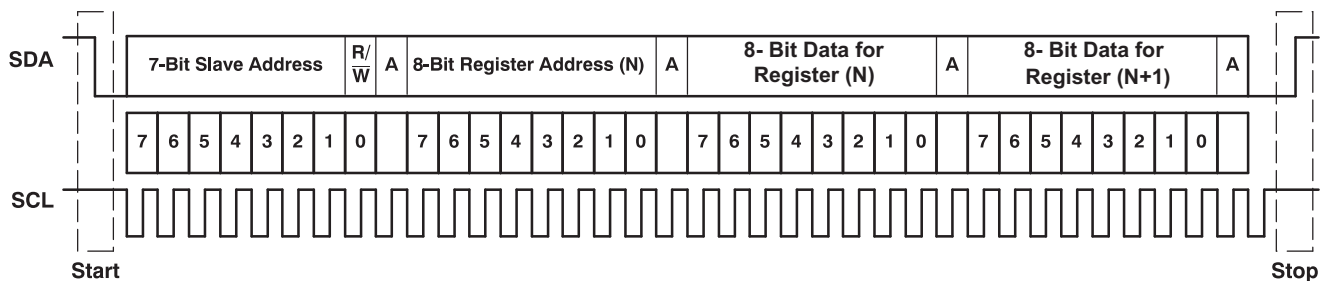 SDA
7-Bit Slave Address
R/
W
A
8-Bit Register Address (N)
A
8- Bit Data for
Register (N)
A
8- Bit Data for
Register (N+1)
A
7 6 5 4 3 2 1 0 7 6 5 4 3 2 1 0 7 6 5 4 3 2 1 0 7 6 5 4 3 2 1 0
SCL
Start
Stop